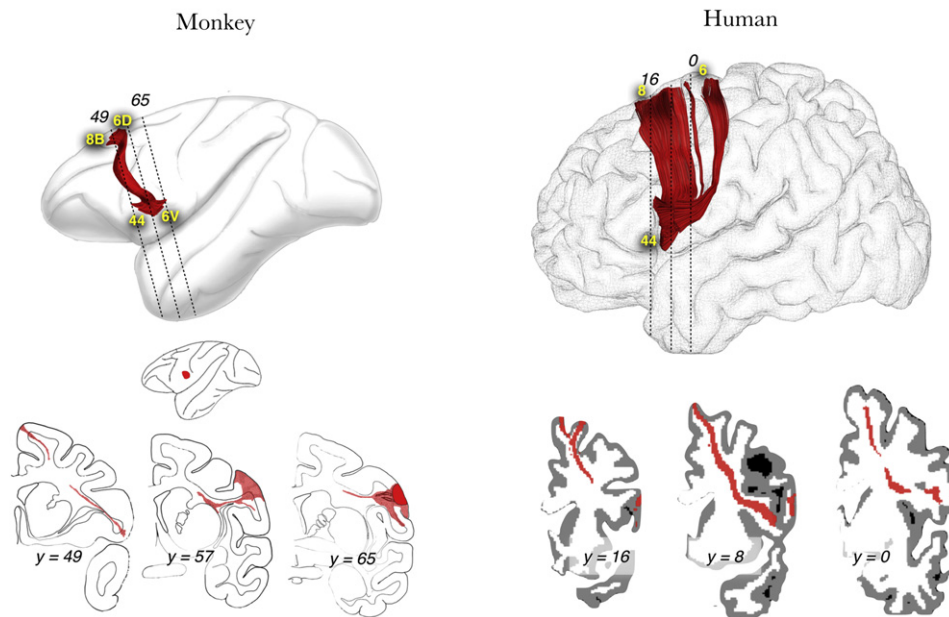 Monkey
Human
65
49
6D
8B
44
6V
0
16
6
8
44
y = 49
y = 57
y = 65
y = 16
y = 8
y = 0